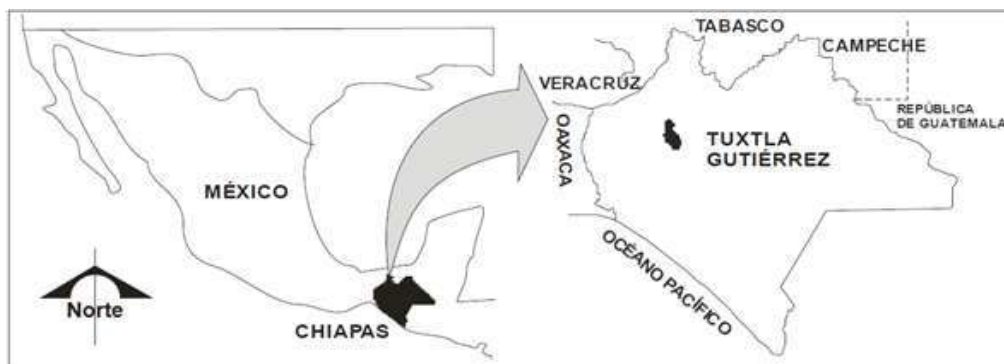 MÉXICO
Norte
CHIAPAS
TABASCO
CAMPECHE
VERACRUZ
OAXACA
REPÚBLICA
DE GUATEMALA
TUXTLA
GUTIÉRREZ
OCÉANO PACÍFICO